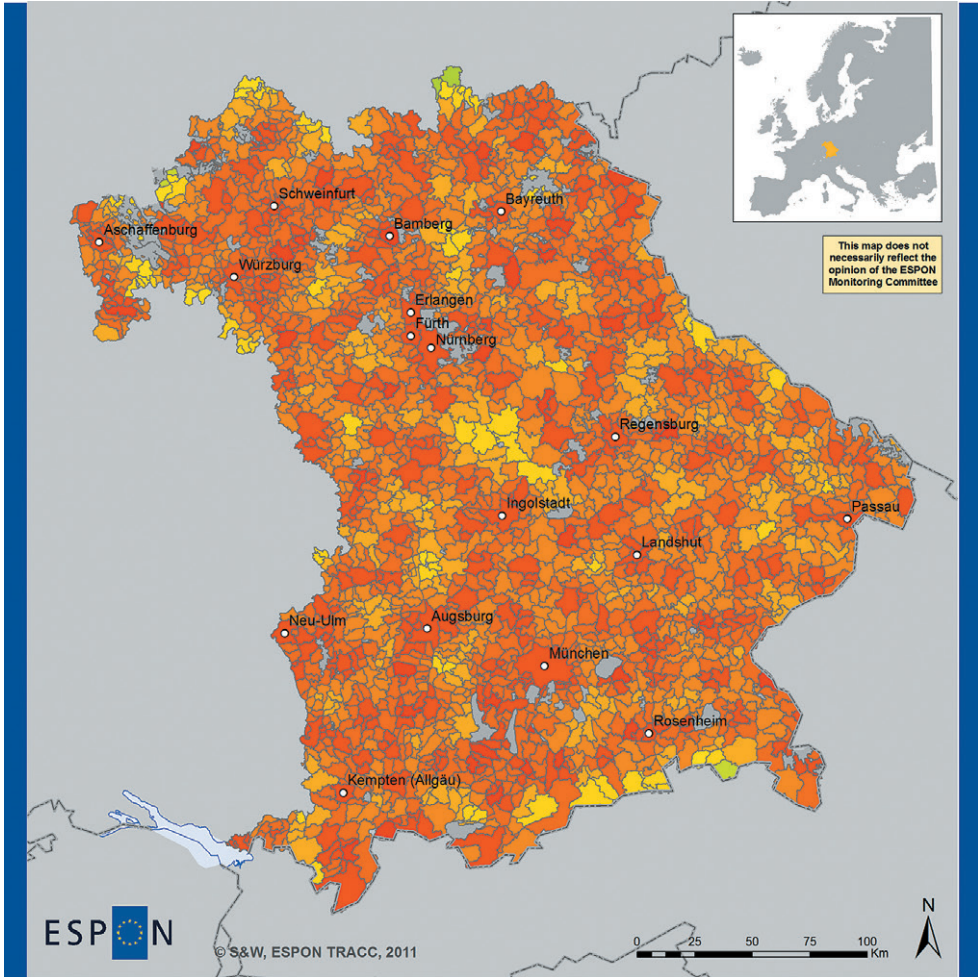 This map does not
necessarily reflect the
opinion of the ESPON
Monitoring Committee
Schweinfurt
Bayreuth
Aschaffenburg
Bamberg
Würzburg
Erlangen
Fürth
Nürnberg
Regensburg
Ingolstadt
Passau
Landshut
Neu-Ulm
Augsburg
München
Rosenheim
Kempten (Allgäu)
ESPON
© S&W, ESPON TRACC, 2011
N
0 25 50 75 100
Km